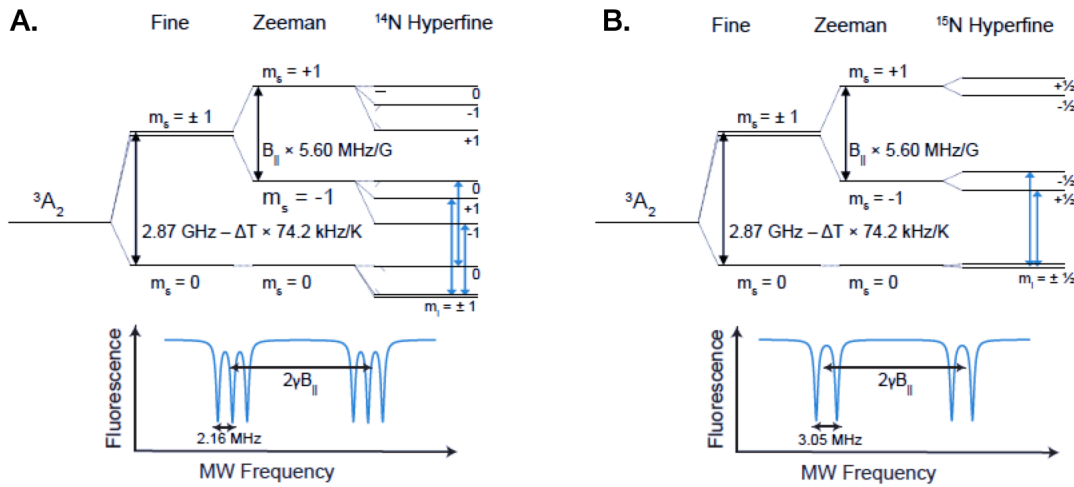 A.
Fine Zeeman ¹⁴N Hyperfine
mₛ = +1
0
-1
mₛ = ± 1
+1
B|| × 5.60 MHz/G
³A₂
0
mₛ = -1
+1
2.87 GHz – ΔT × 74.2 kHz/K
-1
0
mₛ = 0 mₛ = 0
mI = ± 1
Fluorescence
2γB||
2.16 MHz
MW Frequency
B.
Fine Zeeman ¹⁵N Hyperfine
mₛ = +1
+½
-½
mₛ = ± 1
B|| × 5.60 MHz/G
³A₂
-½
mₛ = -1
+½
2.87 GHz – ΔT × 74.2 kHz/K
mₛ = 0 mₛ = 0
mI = ± ½
Fluorescence
2γB||
3.05 MHz
MW Frequency